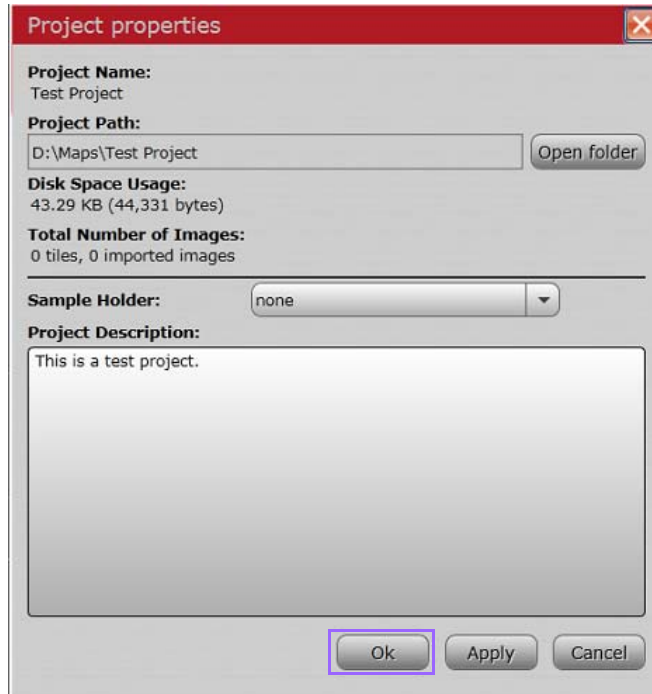 Project properties
Project Name:
Test Project
Project Path:
D:\Maps\Test Project
Open folder
Disk Space Usage:
43.29 KB (44,331 bytes)
Total Number of Images:
0 tiles, 0 imported images
Sample Holder:
none
Project Description:
This is a test project.
Ok
Apply
Cancel